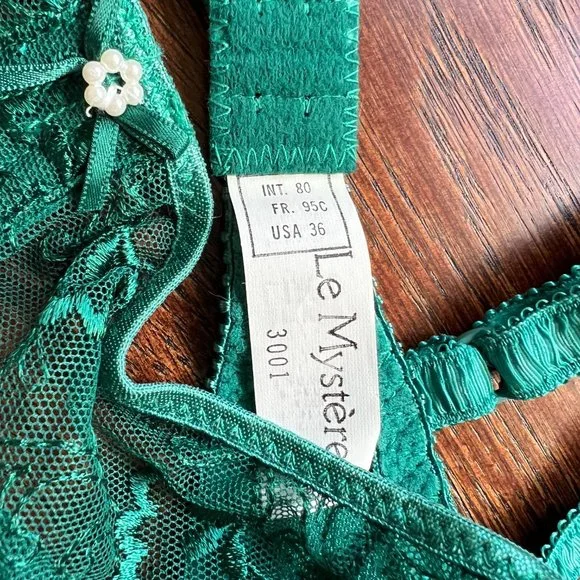 INT. 80
FR. 95C
USA 36
Le Mystère
3001